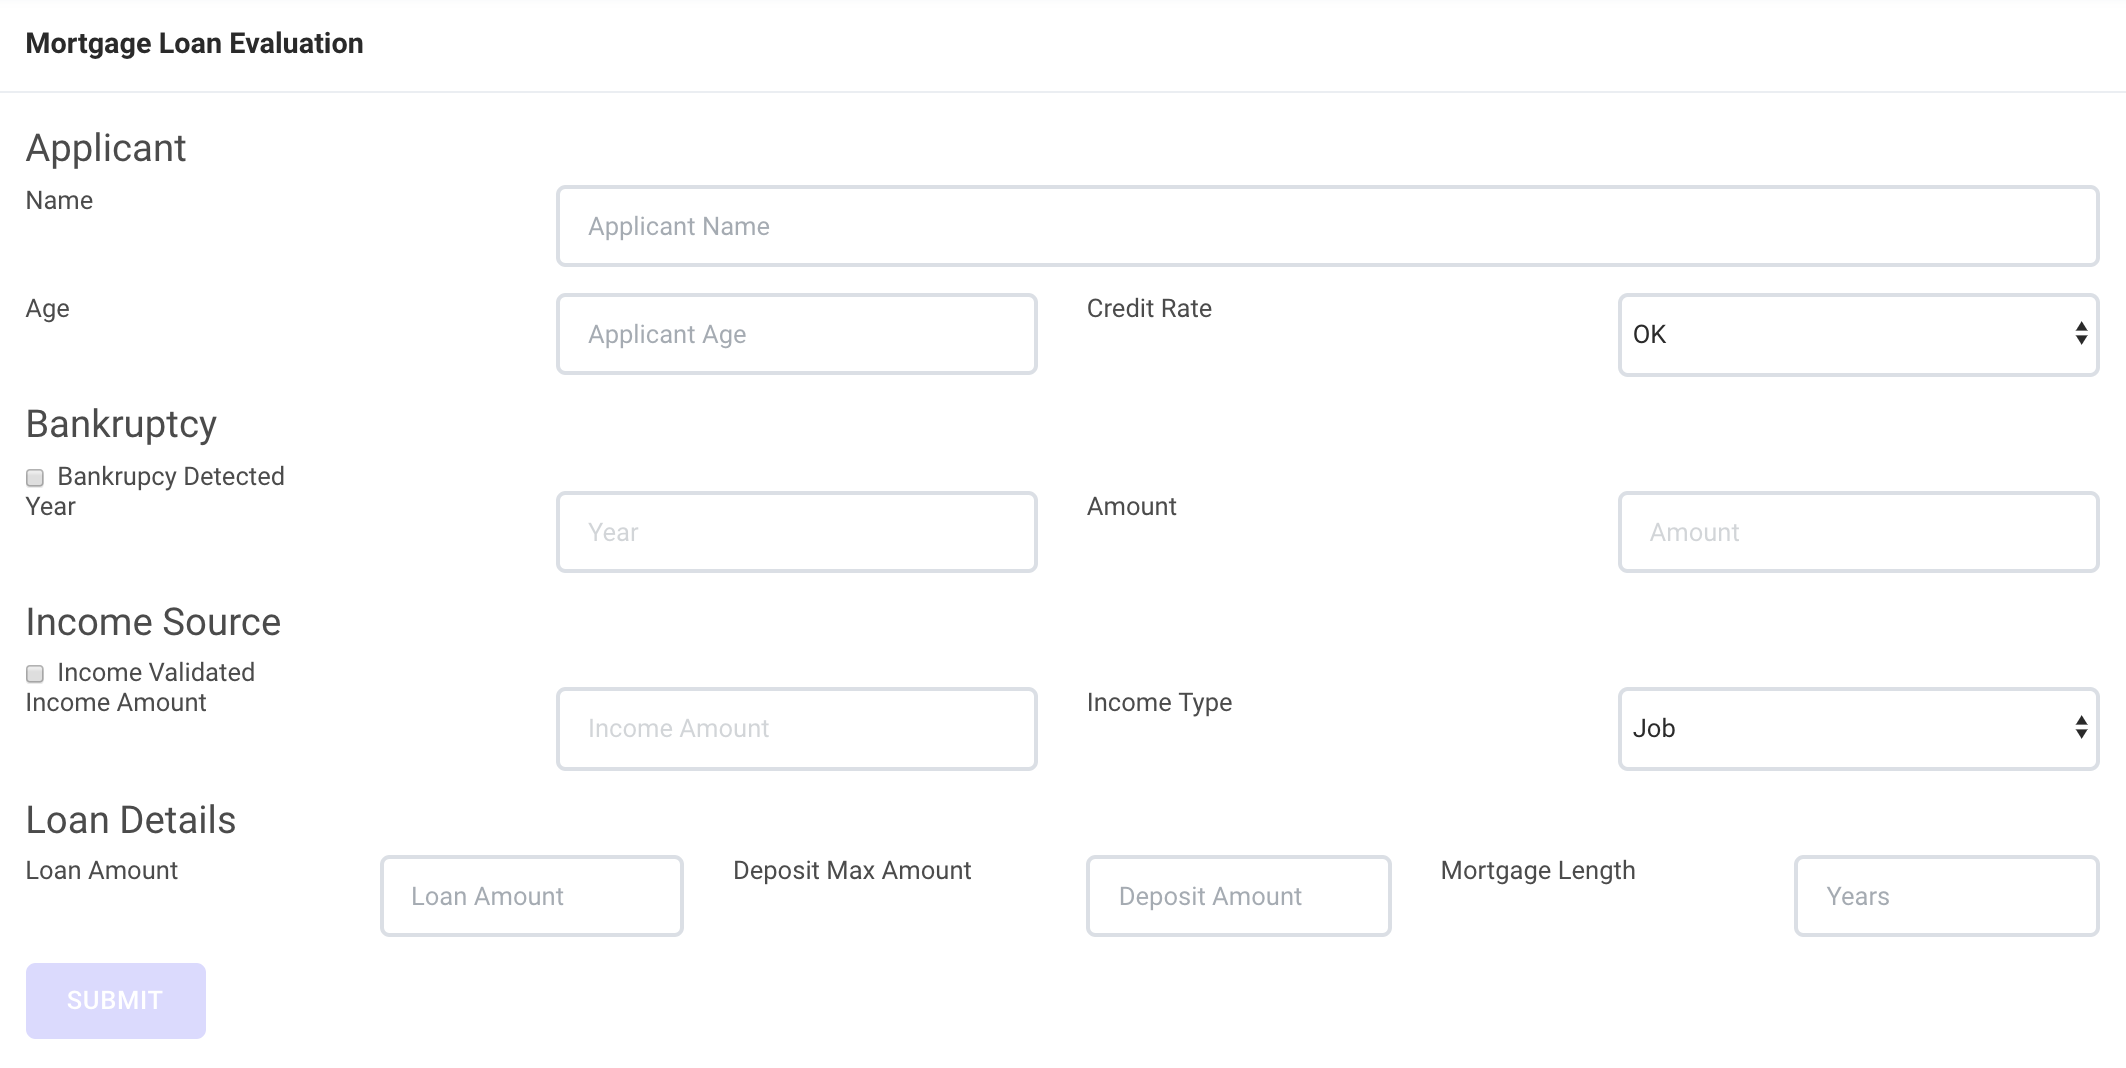 Mortgage Loan Evaluation
Applicant
Name
Applicant Name
Age
Applicant Age
Credit Rate
OK
Bankruptcy
Bankrupcy Detected
Year
Year
Amount
Amount
Income Source
Income Validated
Income Amount
Income Amount
Income Type
Job
Loan Details
Loan Amount
Loan Amount
Deposit Max Amount
Deposit Amount
Mortgage Length
Years
SUBMIT